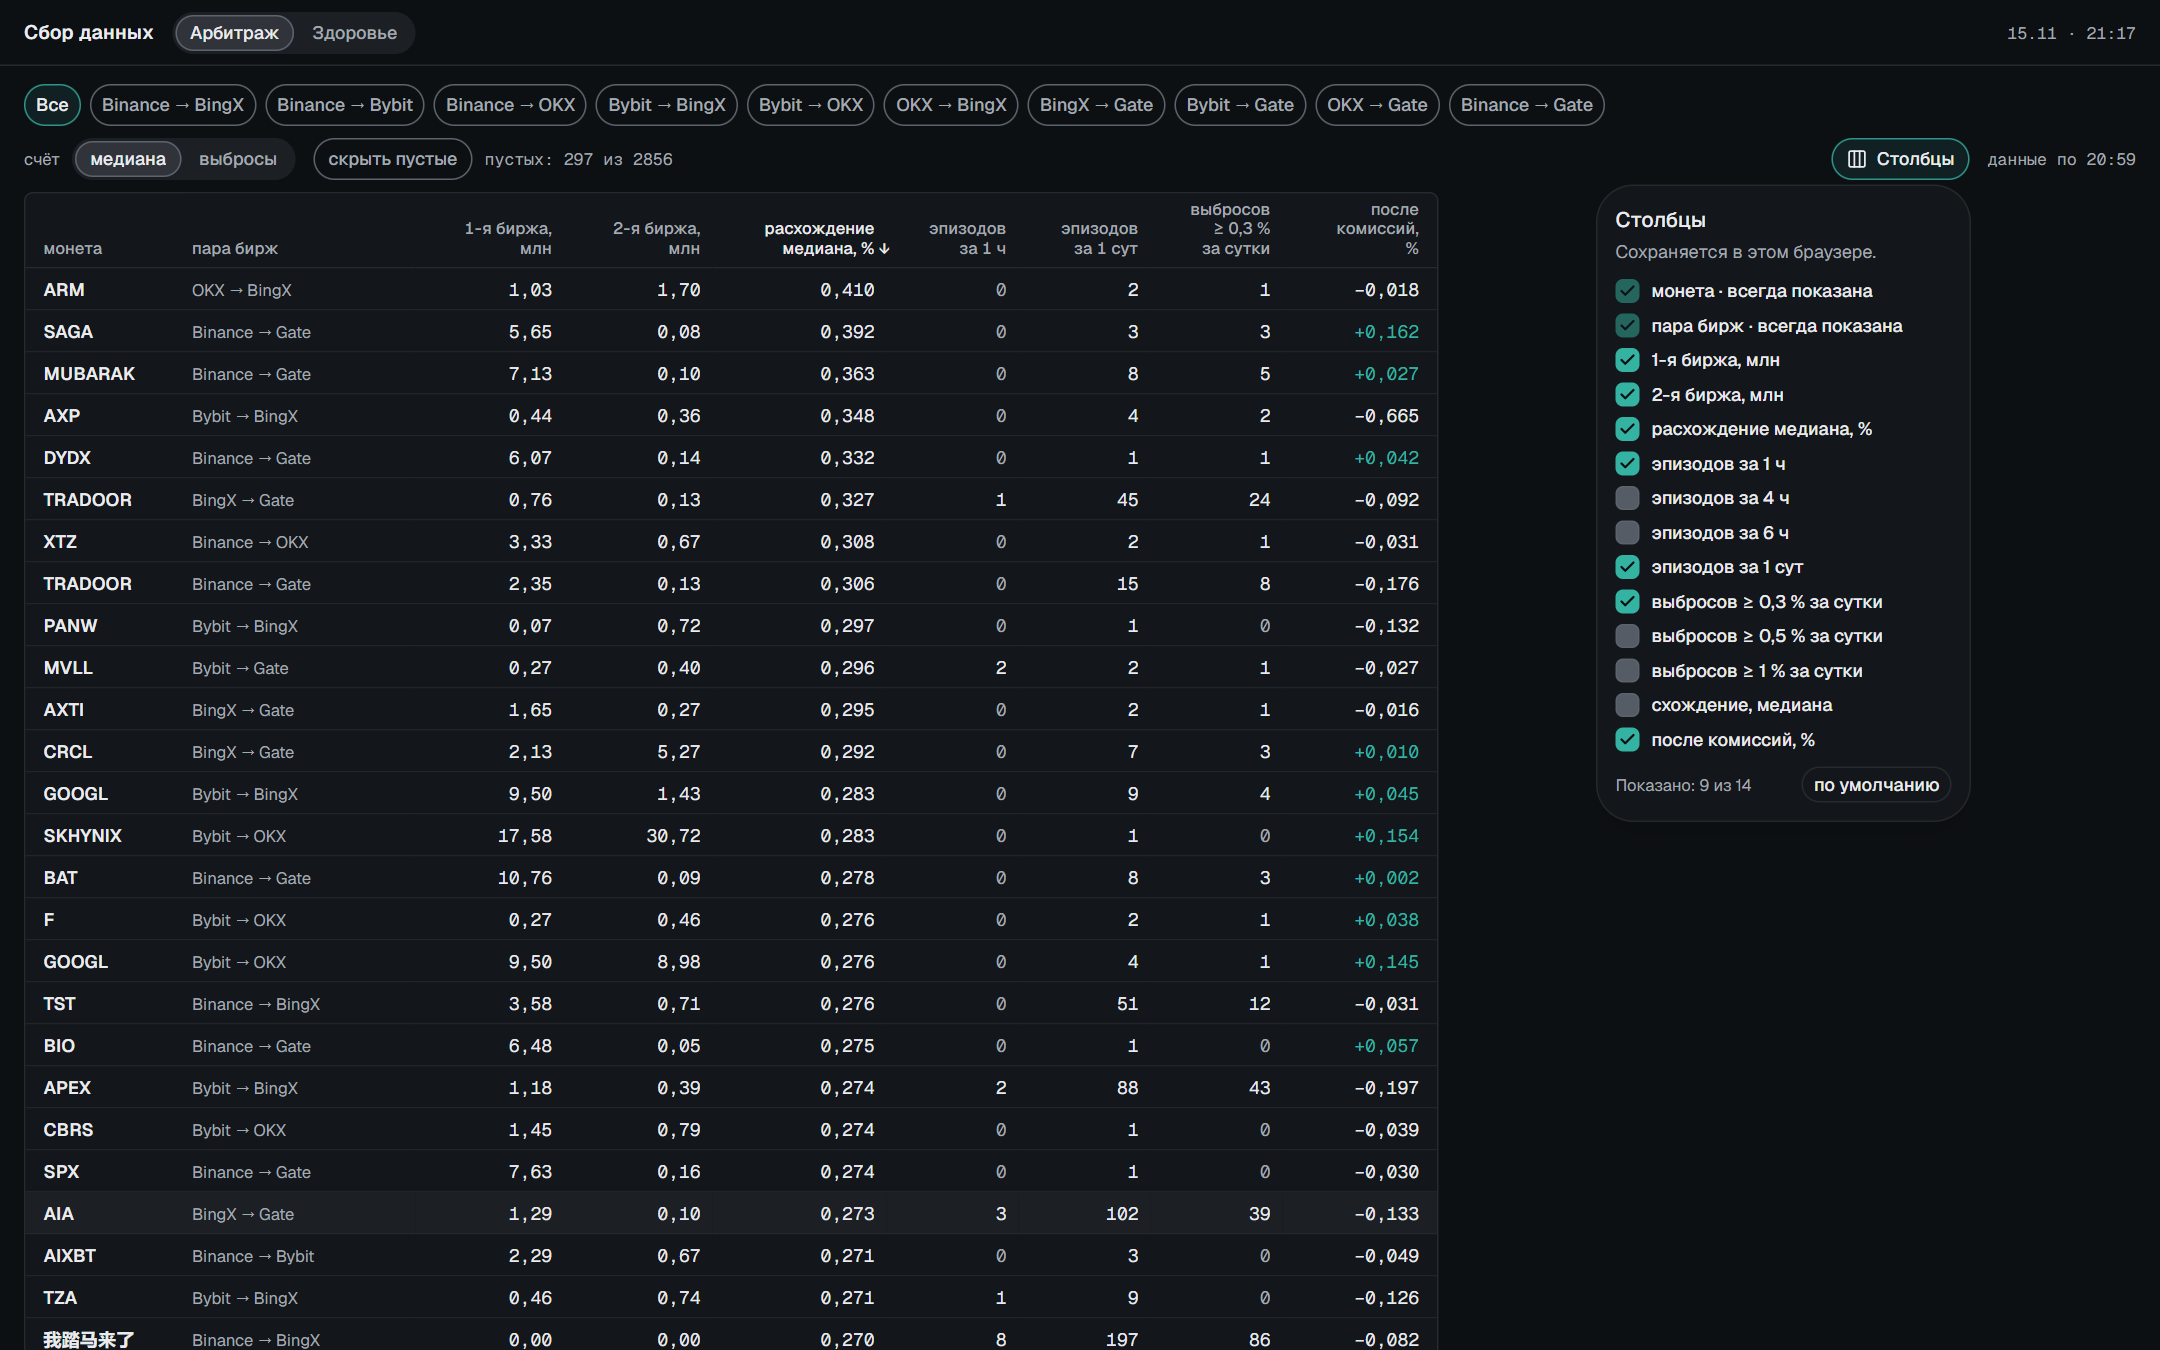 Сбор данных Арбитраж Здоровье 15.11 · 21:17
Все Binance → BingX Binance → Bybit Binance → OKX Bybit → BingX Bybit → OKX OKX → BingX BingX → Gate Bybit → Gate OKX → Gate Binance → Gate
счёт медиана выбросы скрыть пустые пустых: 297 из 2856 Столбцы данные по 20:59
монета пара бирж 1-я биржа, млн 2-я биржа, млн расхождение медиана, % ↓ эпизодов за 1 ч эпизодов за 1 сут выбросов ≥ 0,3 % за сутки после комиссий, %
ARM OKX → BingX 1,03 1,70 0,410 0 2 1 −0,018
SAGA Binance → Gate 5,65 0,08 0,392 0 3 3 +0,162
MUBARAK Binance → Gate 7,13 0,10 0,363 0 8 5 +0,027
AXP Bybit → BingX 0,44 0,36 0,348 0 4 2 −0,665
DYDX Binance → Gate 6,07 0,14 0,332 0 1 1 +0,042
TRADOOR BingX → Gate 0,76 0,13 0,327 1 45 24 −0,092
XTZ Binance → OKX 3,33 0,67 0,308 0 2 1 −0,031
TRADOOR Binance → Gate 2,35 0,13 0,306 0 15 8 −0,176
PANW Bybit → BingX 0,07 0,72 0,297 0 1 0 −0,132
MVLL Bybit → Gate 0,27 0,40 0,296 2 2 1 −0,027
AXTI BingX → Gate 1,65 0,27 0,295 0 2 1 −0,016
CRCL BingX → Gate 2,13 5,27 0,292 0 7 3 +0,010
GOOGL Bybit → BingX 9,50 1,43 0,283 0 9 4 +0,045
SKHYNIX Bybit → OKX 17,58 30,72 0,283 0 1 0 +0,154
BAT Binance → Gate 10,76 0,09 0,278 0 8 3 +0,002
F Bybit → OKX 0,27 0,46 0,276 0 2 1 +0,038
GOOGL Bybit → OKX 9,50 8,98 0,276 0 4 1 +0,145
TST Binance → BingX 3,58 0,71 0,276 0 51 12 −0,031
BIO Binance → Gate 6,48 0,05 0,275 0 1 0 +0,057
APEX Bybit → BingX 1,18 0,39 0,274 2 88 43 −0,197
CBRS Bybit → OKX 1,45 0,79 0,274 0 1 0 −0,039
SPX Binance → Gate 7,63 0,16 0,274 0 1 0 −0,030
AIA BingX → Gate 1,29 0,10 0,273 3 102 39 −0,133
AIXBT Binance → Bybit 2,29 0,67 0,271 0 3 0 −0,049
TZA Bybit → BingX 0,46 0,74 0,271 1 9 0 −0,126
我踏马来了 Binance → BingX 0,00 0,00 0,270 8 197 86 −0,082
Столбцы
Сохраняется в этом браузере.
монета · всегда показана
пара бирж · всегда показана
1-я биржа, млн
2-я биржа, млн
расхождение медиана, %
эпизодов за 1 ч
эпизодов за 4 ч
эпизодов за 6 ч
эпизодов за 1 сут
выбросов ≥ 0,3 % за сутки
выбросов ≥ 0,5 % за сутки
выбросов ≥ 1 % за сутки
схождение, медиана
после комиссий, %
Показано: 9 из 14 по умолчанию